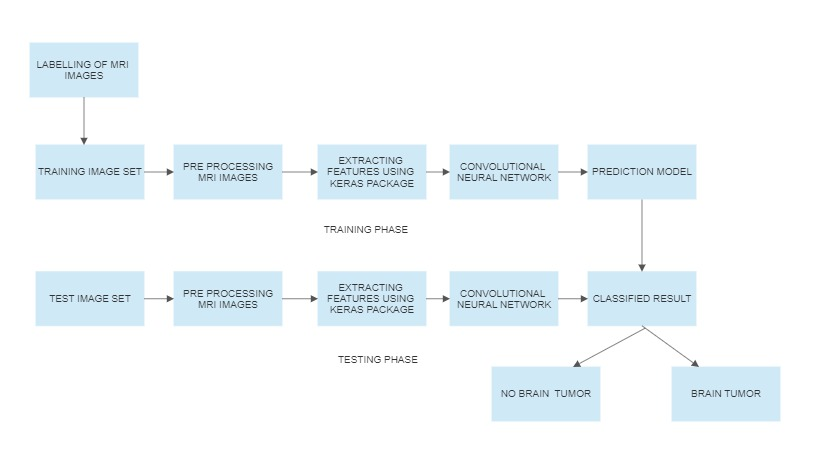 LABELLING OF MRI
IMAGES
TRAINING IMAGE SET
PRE PROCESSING
MRI IMAGES
EXTRACTING
FEATURES USING
KERAS PACKAGE
CONVOLUTIONAL
NEURAL NETWORK
PREDICTION MODEL
TRAINING PHASE
TEST IMAGE SET
PRE PROCESSING
MRI IMAGES
EXTRACTING
FEATURES USING
KERAS PACKAGE
CONVOLUTIONAL
NEURAL NETWORK
CLASSIFIED RESULT
TESTING PHASE
NO BRAIN TUMOR
BRAIN TUMOR